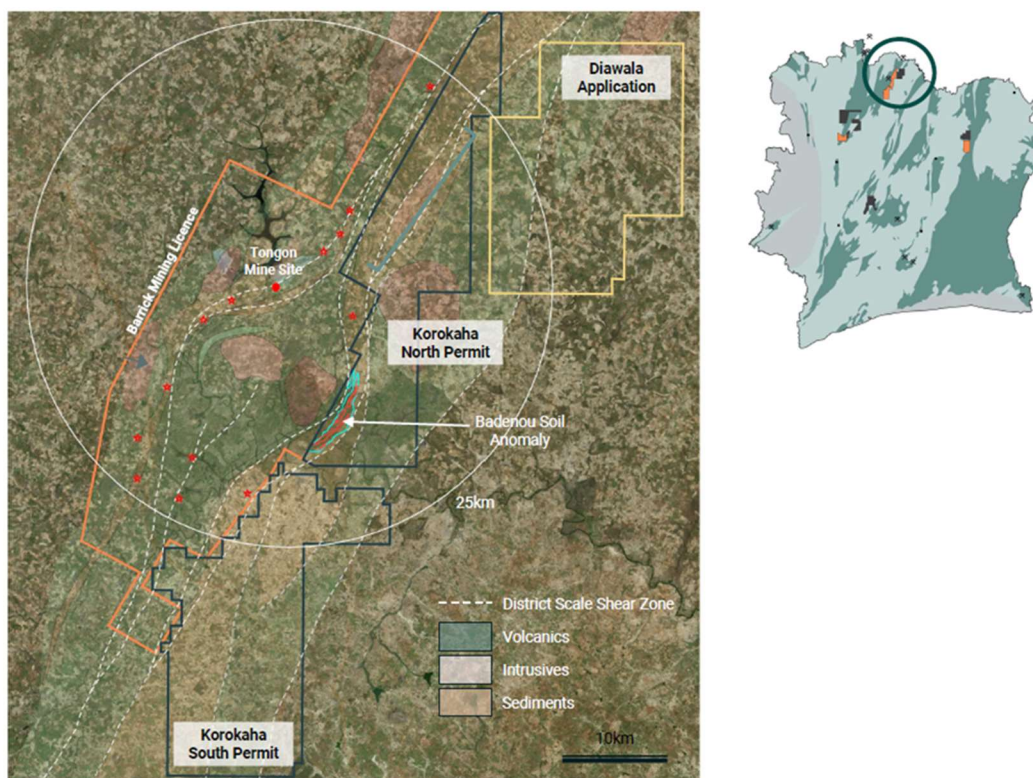 Diawala
Application
Barrick Mining Licence
Tongon
Mine Site
Korokaha
North Permit
Badenou Soil
Anomaly
25km
District Scale Shear Zone
Volcanics
Intrusives
Sediments
Korokaha
South Permit
10km